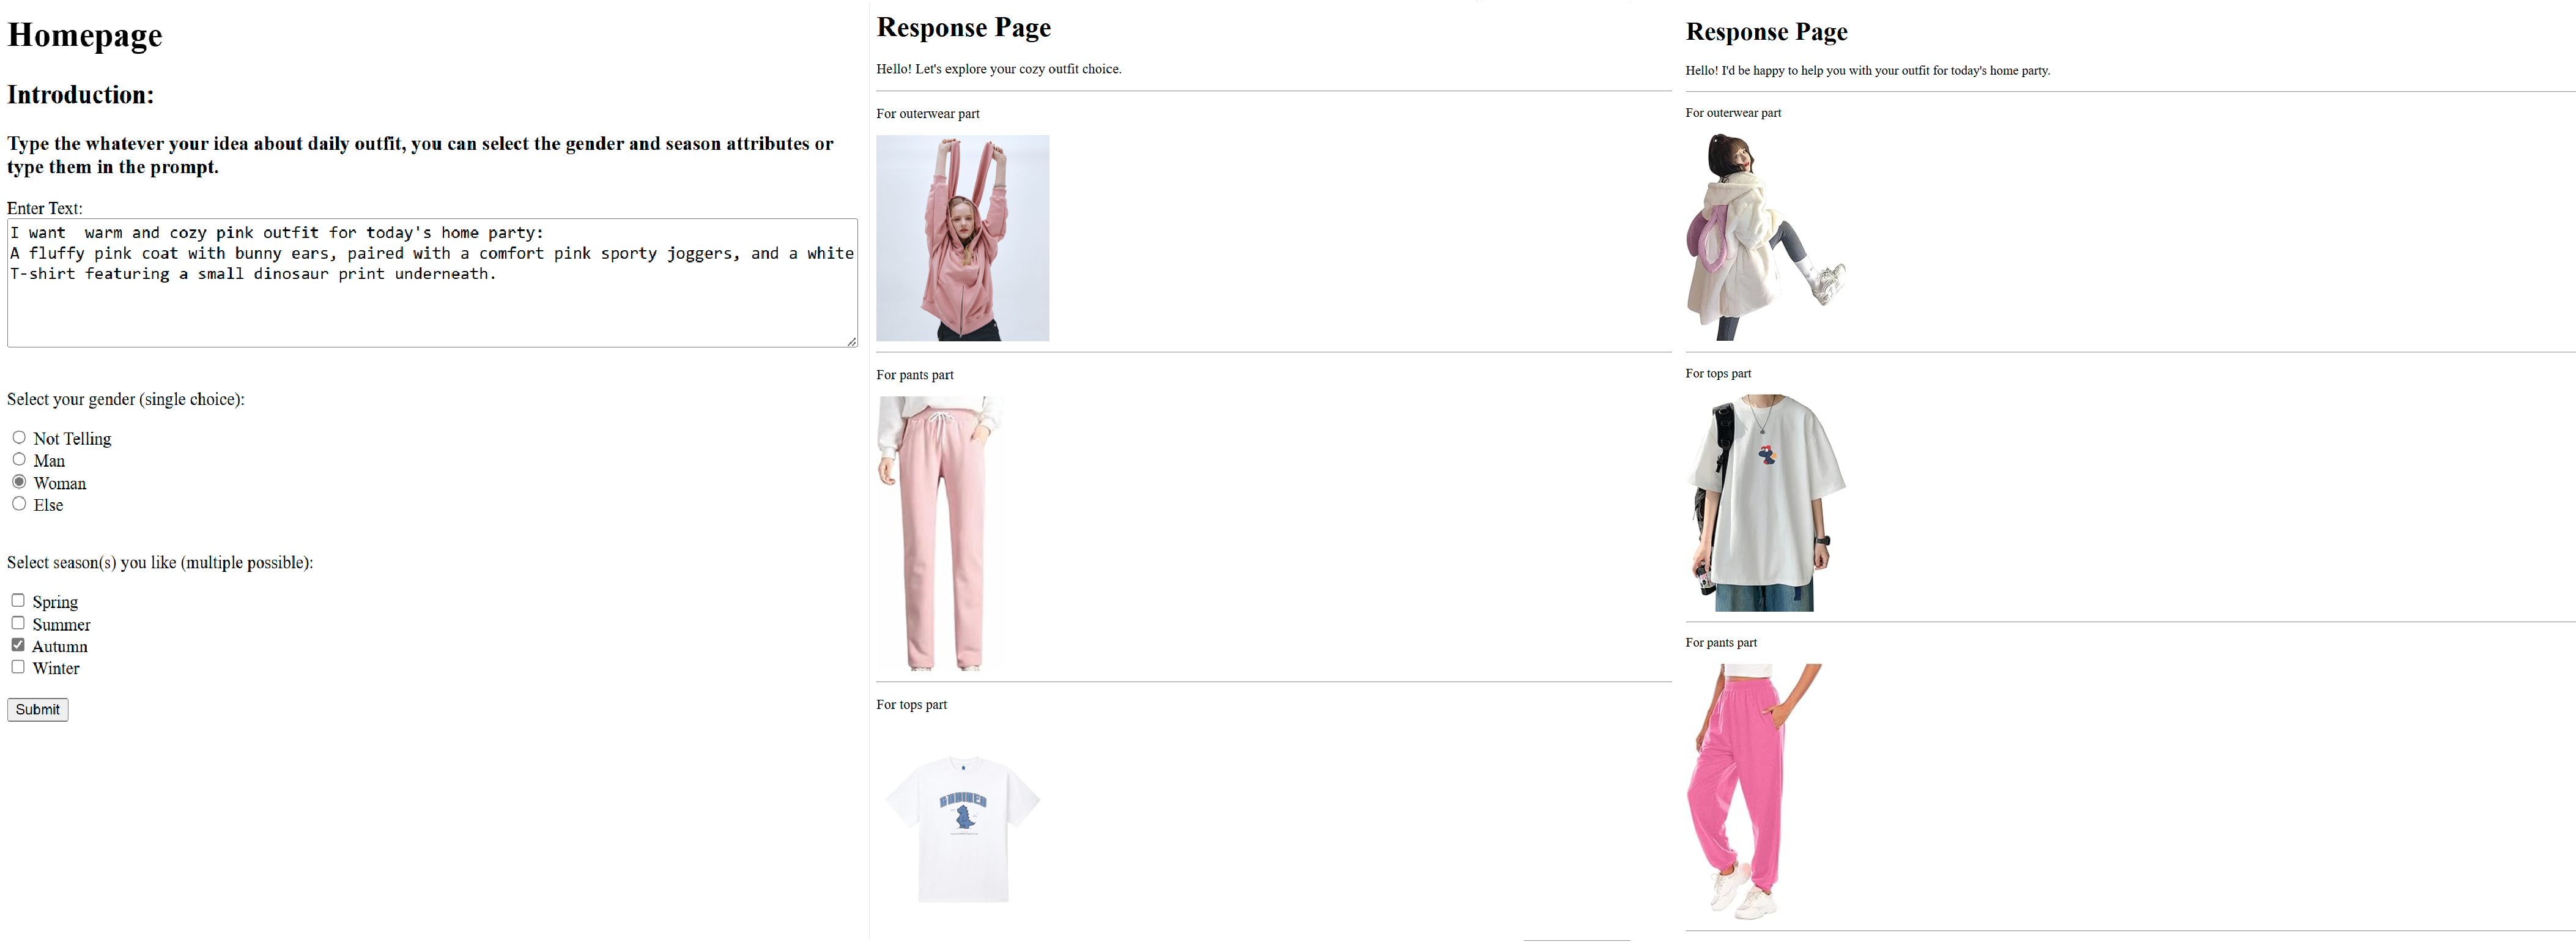 Homepage
Introduction:
Type the whatever your idea about daily outfit, you can select the gender and season attributes or
type them in the prompt.
Enter Text:
I want  warm and cozy pink outfit for today's home party:
A fluffy pink coat with bunny ears, paired with a comfort pink sporty joggers, and a white
T-shirt featuring a small dinosaur print underneath.
Select your gender (single choice):
Not Telling
Man
Woman
Else
Select season(s) you like (multiple possible):
Spring
Summer
Autumn
Winter
Submit
Response Page
Hello! Let's explore your cozy outfit choice.
For outerwear part
For pants part
For tops part
Response Page
Hello! I'd be happy to help you with your outfit for today's home party.
For outerwear part
For tops part
For pants part